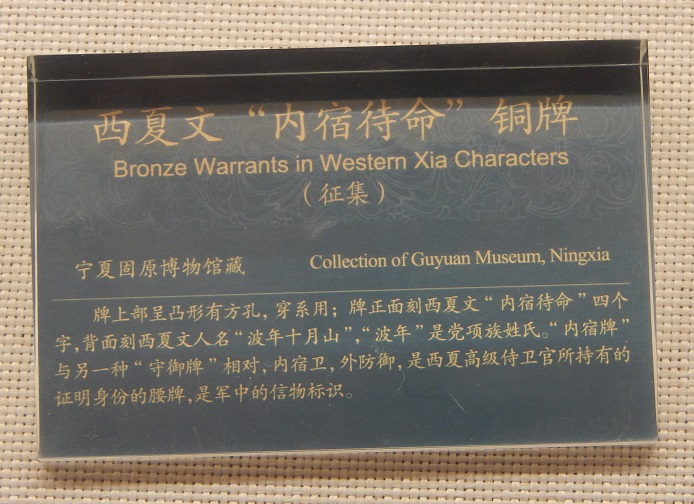 西夏文“内宿待命”铜牌
Bronze Warrants in Western Xia Characters
（征集）
宁夏固原博物馆藏
Collection of Guyuan Museum, Ningxia
牌上部呈凸形有方孔，穿系用；牌正面刻西夏文“内宿待命”四个
字，背面刻西夏文人名“波年十月山”，“波年”是党项族姓氏。“内宿牌”
与另一种“守御牌”相对，内宿卫，外防御，是西夏高级侍卫官所持有的
证明身份的腰牌，是军中的信物标识。